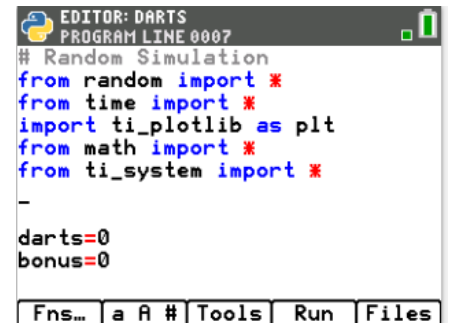 EDITOR: DARTS
PROGRAM LINE 0007
# Random Simulation
from random import *
from time import *
import ti_plotlib as plt
from math import *
from ti_system import *
_
darts=0
bonus=0
Fns… a A # Tools Run Files